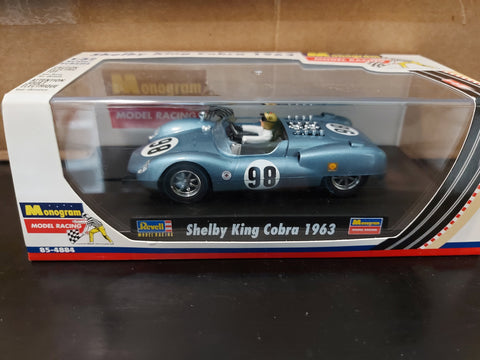 Shelby King Cobra 1963
Monogram
MODEL RACING
98
98
98
Monogram
MODEL RACING
85-4884
Revell
MODEL RACING
Shelby King Cobra 1963
Monogram
MODEL RACING